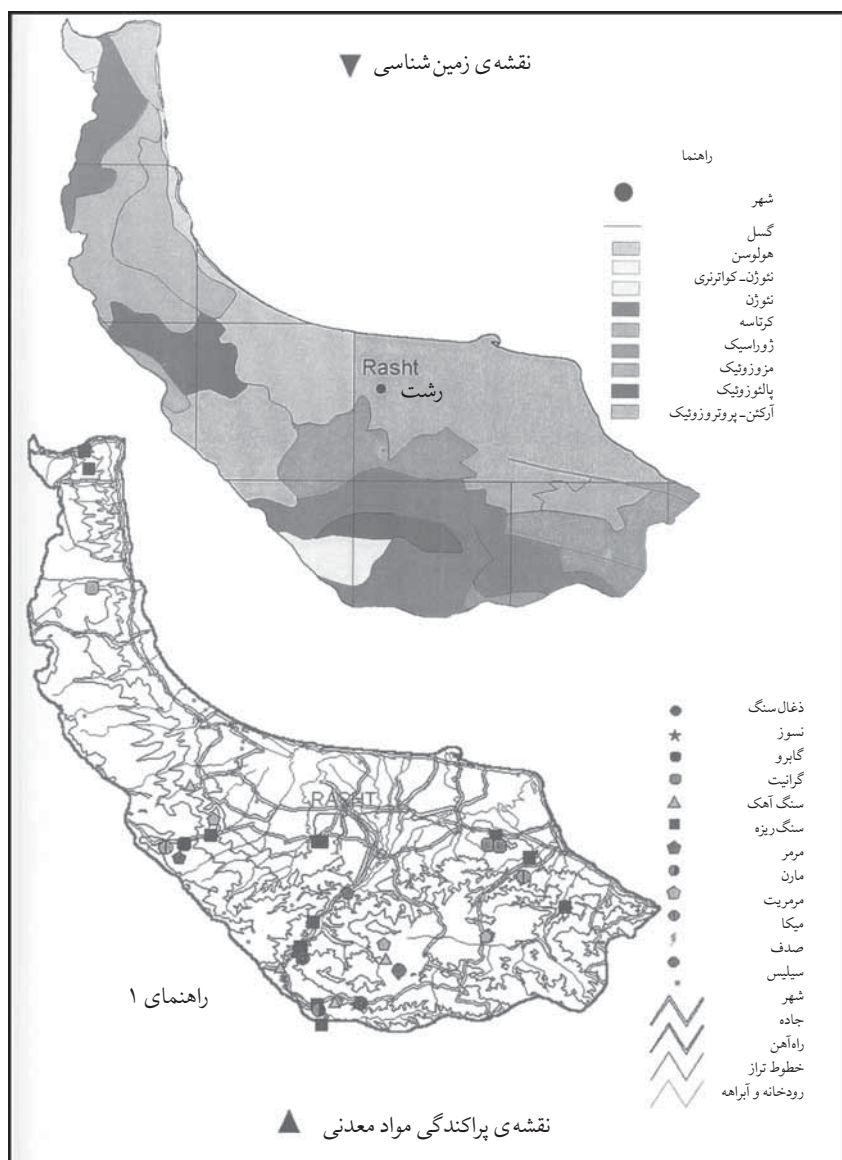 نقشه‌ی زمین‌شناسی
راهنما
شهر
گسل
هولوسن
نئوژن-کواترنری
نئوژن
کرتاسه
ژوراسیک
مزوزوئیک
پالئوزوئیک
آرکئن-پروتروزوئیک
Rasht
رشت
RASHT
ذغال‌سنگ
نسوز
گابرو
گرانیت
سنگ آهک
سنگ‌ریزه
مرمر
مارن
مرمریت
میکا
صدف
سیلیس
شهر
جاده
راه‌آهن
خطوط تراز
رودخانه و آبراهه
راهنمای ۱
نقشه‌ی پراکندگی مواد معدنی